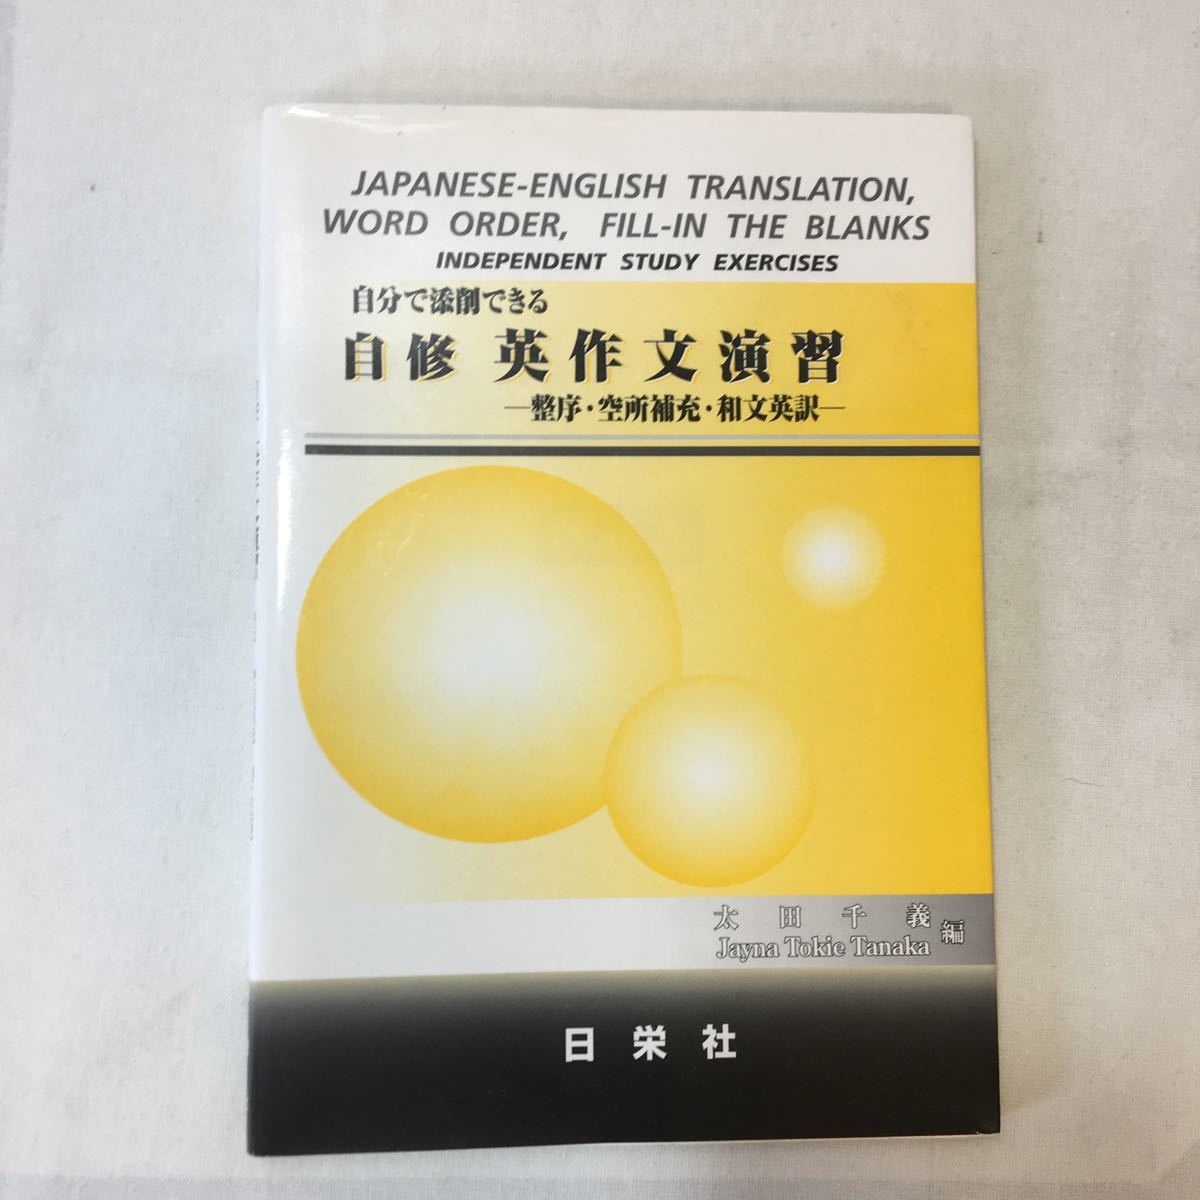 JAPANESE-ENGLISH TRANSLATION,
WORD ORDER, FILL-IN THE BLANKS
INDEPENDENT STUDY EXERCISES
自分で添削できる
自修 英作文演習
―整序・空所補充・和文英訳―
太田千義
Jayna Tokie Tanaka
編
日栄社